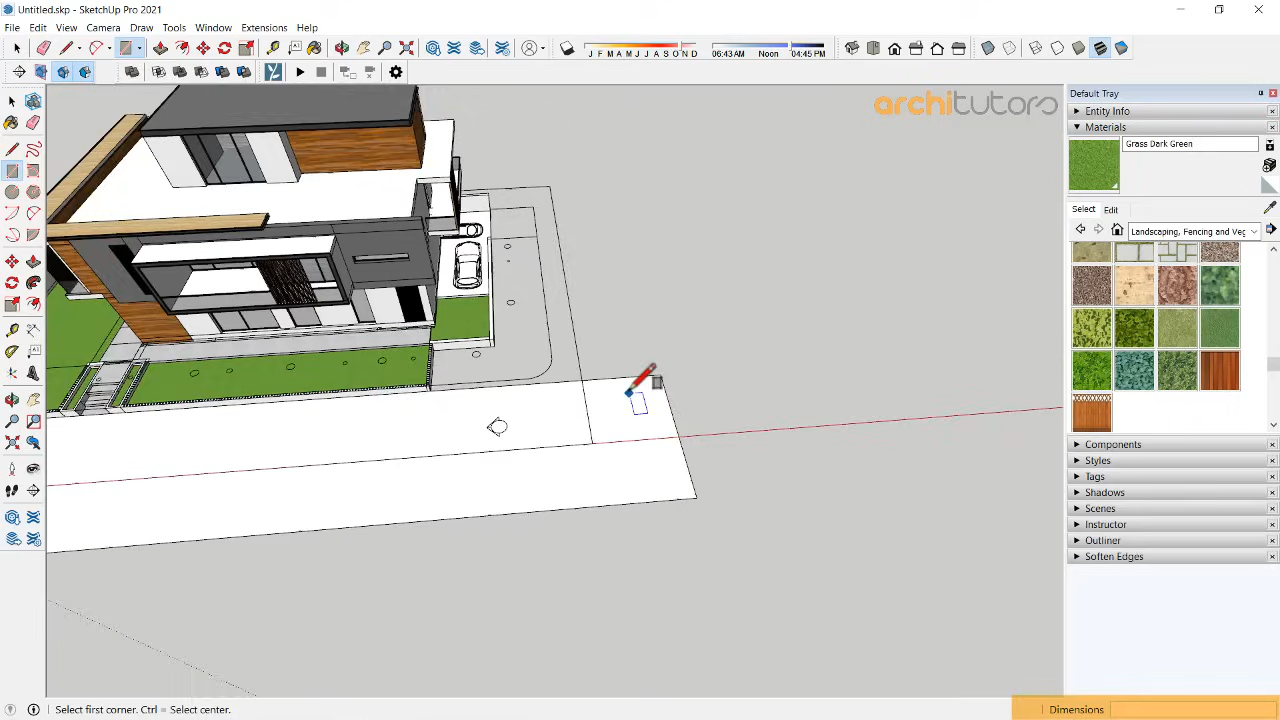 Untitled.skp - SketchUp Pro 2021
File Edit View Camera Draw Tools Window Extensions Help
J F M A M J J A S O N D
06:43 AM Noon 04:45 PM
architutors
Default Tray
Entity Info
Materials
Grass Dark Green
Select Edit
Landscaping, Fencing and Veg
Components
Styles
Tags
Shadows
Scenes
Instructor
Outliner
Soften Edges
Select first corner. Ctrl = Select center.
Dimensions